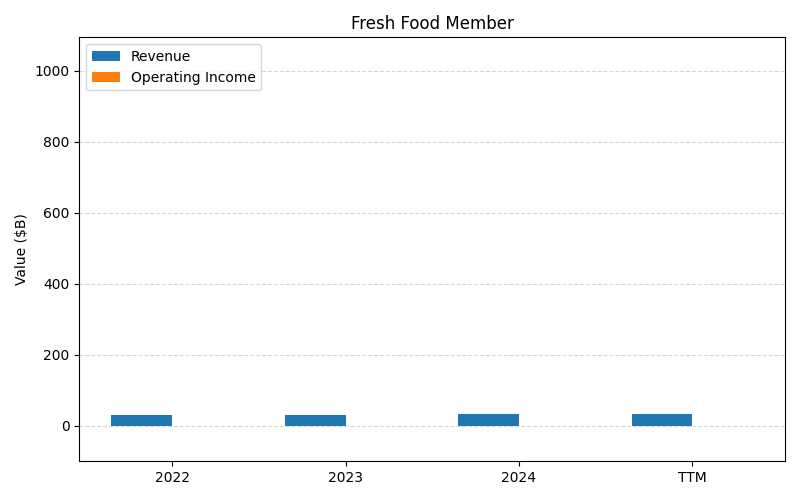 Fresh Food Member
Revenue
Operating Income
1000
800
600
400
200
0
Value ($B)
2022
2023
2024
TTM